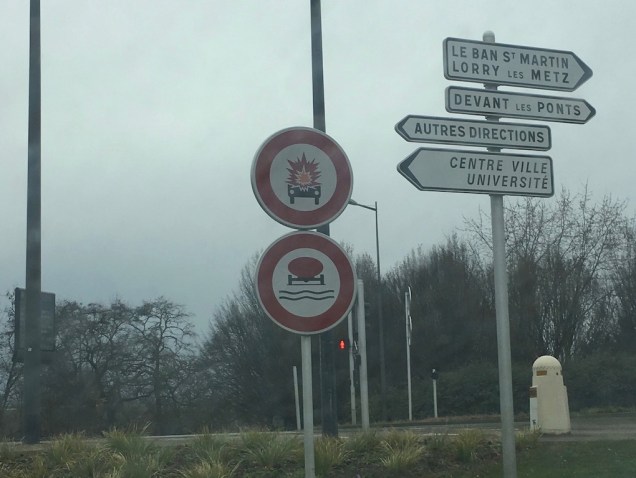 LE BAN Sᵀ MARTIN
LORRY LES METZ
DEVANT LES PONTS
AUTRES DIRECTIONS
CENTRE VILLE
UNIVERSITÉ